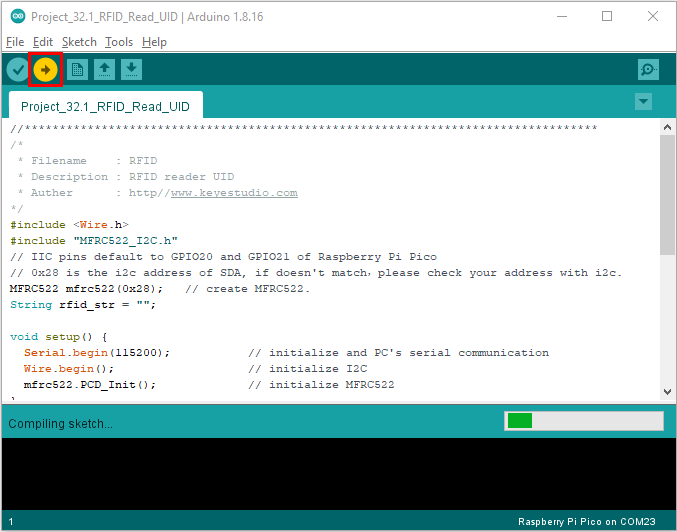 Project_32.1_RFID_Read_UID | Arduino 1.8.16
File Edit Sketch Tools Help
Project_32.1_RFID_Read_UID
//**********************************************************************************
/*
 * Filename    : RFID
 * Description : RFID reader UID
 * Auther      : http//www.keyestudio.com
*/
#include <Wire.h>
#include "MFRC522_I2C.h"
// IIC pins default to GPIO20 and GPIO21 of Raspberry Pi Pico
// 0x28 is the i2c address of SDA, if doesn't match，please check your address with i2c.
MFRC522 mfrc522(0x28);   // create MFRC522.
String rfid_str = "";
void setup() {
  Serial.begin(115200);           // initialize and PC's serial communication
  Wire.begin();                   // initialize I2C
  mfrc522.PCD_Init();             // initialize MFRC522
Compiling sketch...
1 Raspberry Pi Pico on COM23